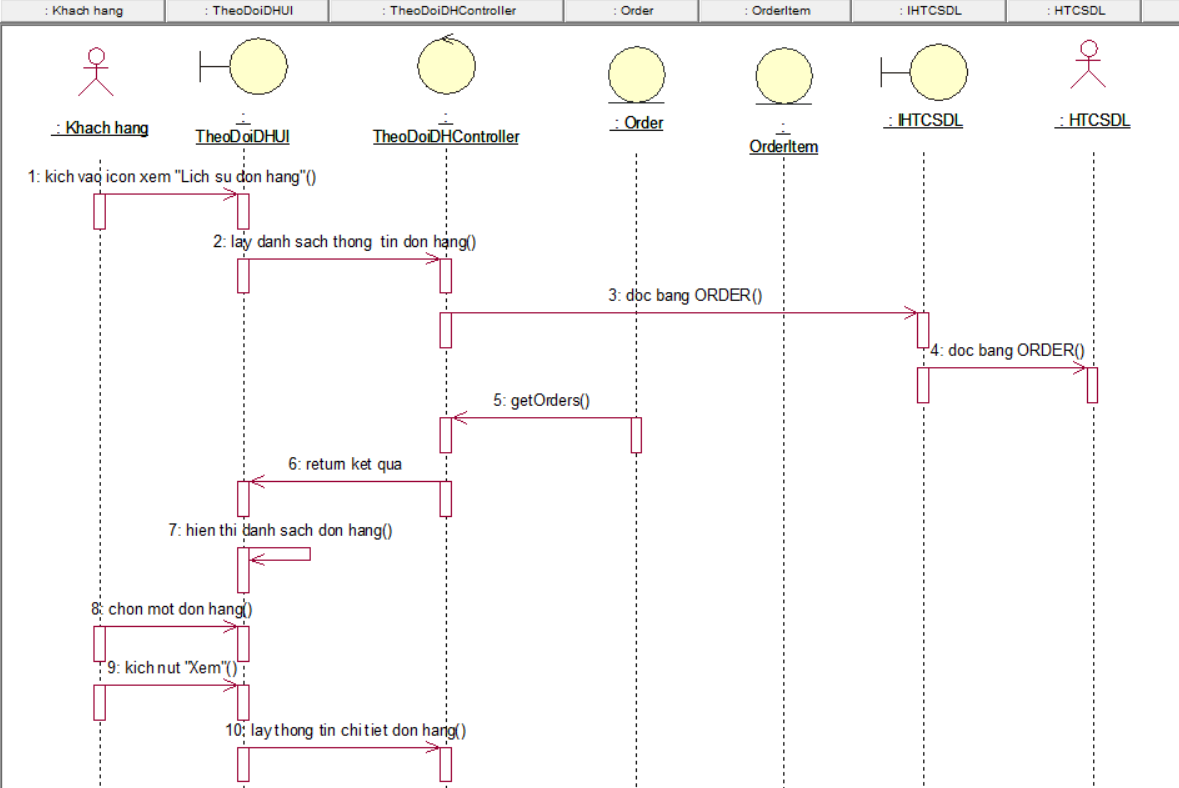 : Khach hang : TheoDoiDHUI : TheoDoiDHController : Order : OrderItem : IHTCSDL : HTCSDL
: Khach hang
:
TheoDoiDHUI
:
TheoDoiDHController
: Order
:
OrderItem
: IHTCSDL
: HTCSDL
1: kich vao icon xem "Lich su don hang"()
2: lay danh sach thong tin don hang()
3: doc bang ORDER()
4: doc bang ORDER()
5: getOrders()
6: return ket qua
7: hien thi danh sach don hang()
8: chon mot don hang()
9: kich nut "Xem"()
10: lay thong tin chi tiet don hang()